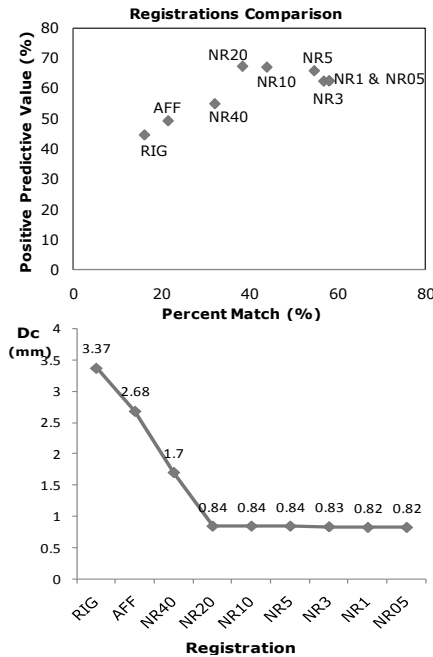 Registrations Comparison
Positive Predictive Value (%)
80
70
60
50
40
30
20
10
0
NR20
NR5
NR10
NR1 & NR05
NR3
AFF
NR40
RIG
0 20 40 60 80
Percent Match (%)
Dc
(mm)
4
3.5
3
2.5
2
1.5
1
0.5
0
3.37
2.68
1.7
0.84 0.84 0.84 0.83 0.82 0.82
RIG AFF NR40 NR20 NR10 NR5 NR3 NR1 NR05
Registration